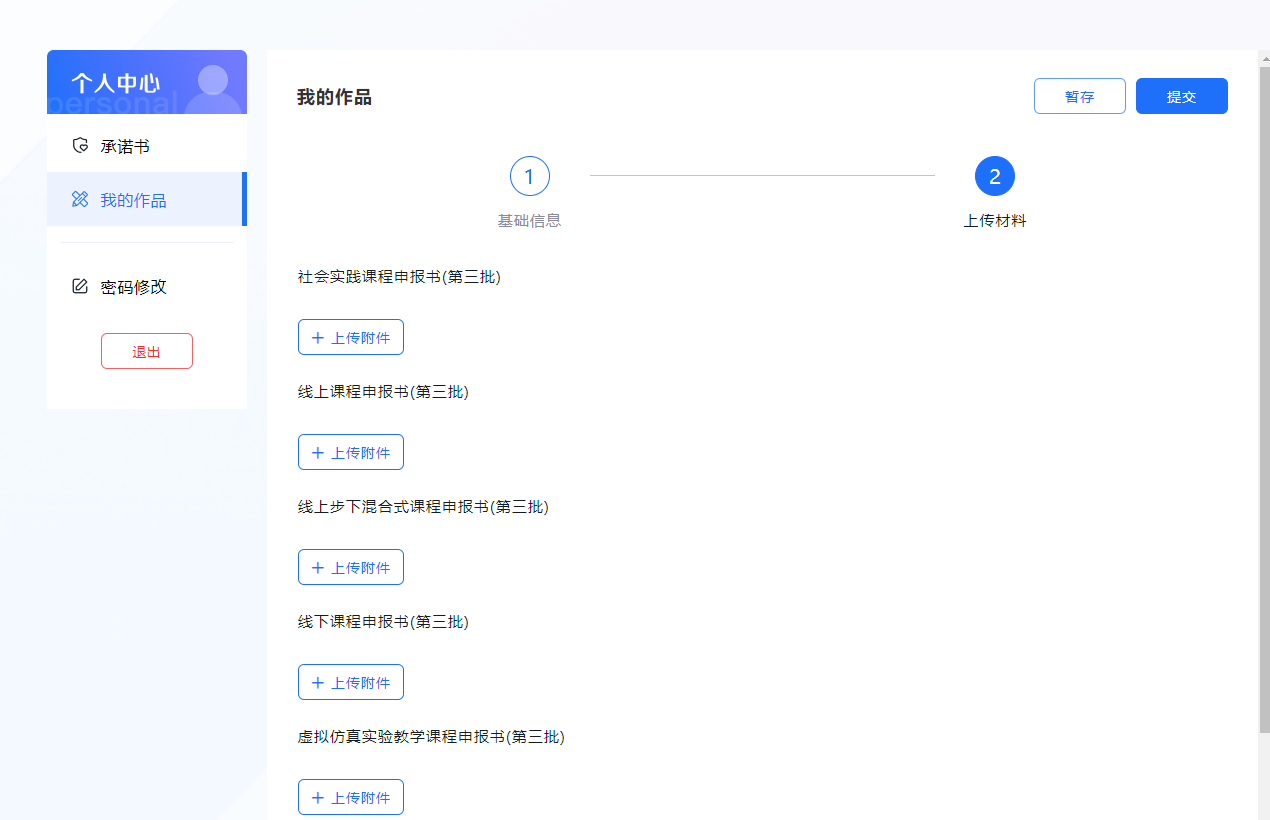 个人中心
personal
承诺书
我的作品
密码修改
退出
我的作品
暂存
提交
1
2
基础信息
上传材料
社会实践课程申报书(第三批)
+ 上传附件
线上课程申报书(第三批)
+ 上传附件
线上步下混合式课程申报书(第三批)
+ 上传附件
线下课程申报书(第三批)
+ 上传附件
虚拟仿真实验教学课程申报书(第三批)
+ 上传附件